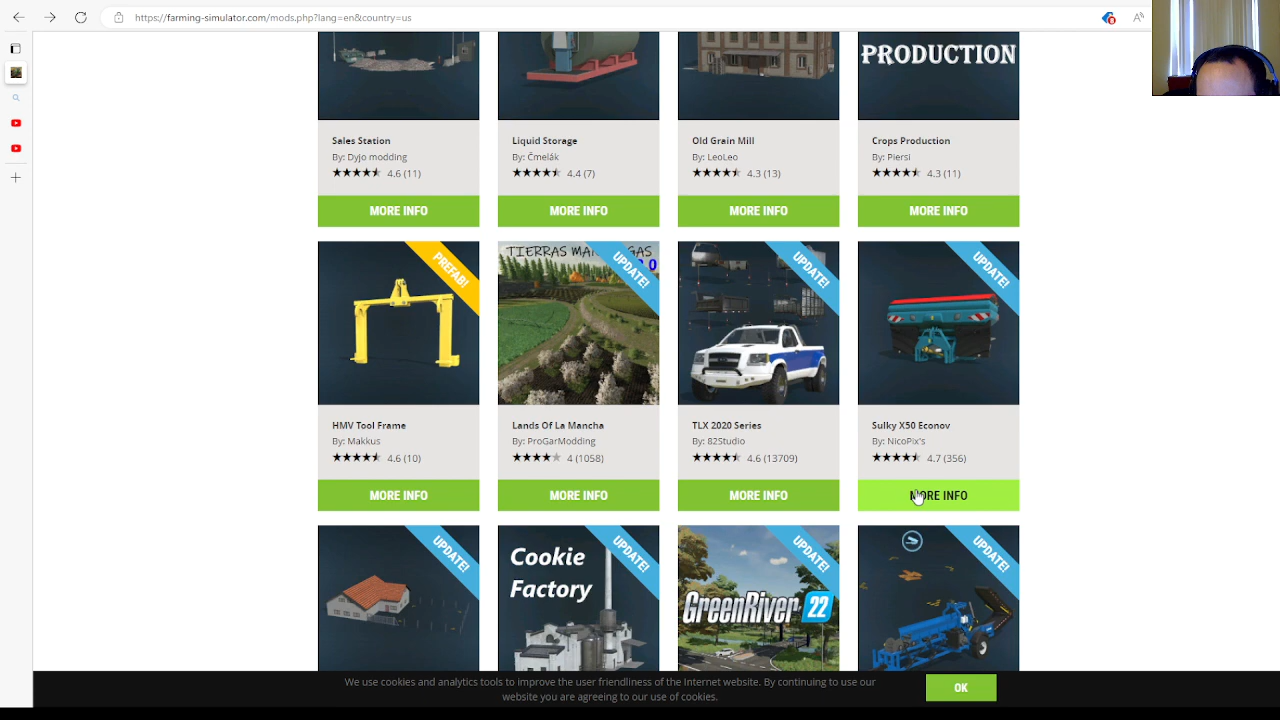 https://farming-simulator.com/mods.php?lang=en&country=us
PRODUCTION
Sales Station
By: Dyjo modding
4.6 (11)
MORE INFO
Liquid Storage
By: Čmelák
4.4 (7)
MORE INFO
Old Grain Mill
By: LeoLeo
4.3 (13)
MORE INFO
Crops Production
By: Piersi
4.3 (11)
MORE INFO
PREFAB!
HMV Tool Frame
By: Makkus
4.6 (10)
MORE INFO
UPDATE!
Lands Of La Mancha
By: ProGarModding
4 (1058)
MORE INFO
UPDATE!
TLX 2020 Series
By: 82Studio
4.6 (13709)
MORE INFO
UPDATE!
Sulky X50 Econov
By: NicoPix's
4.7 (356)
MORE INFO
UPDATE!
Cookie
Factory
UPDATE!
GreenRiver 22
UPDATE!
UPDATE!
We use cookies and analytics tools to improve the user friendliness of the Internet website. By continuing to use our
website you are agreeing to our use of cookies.
OK